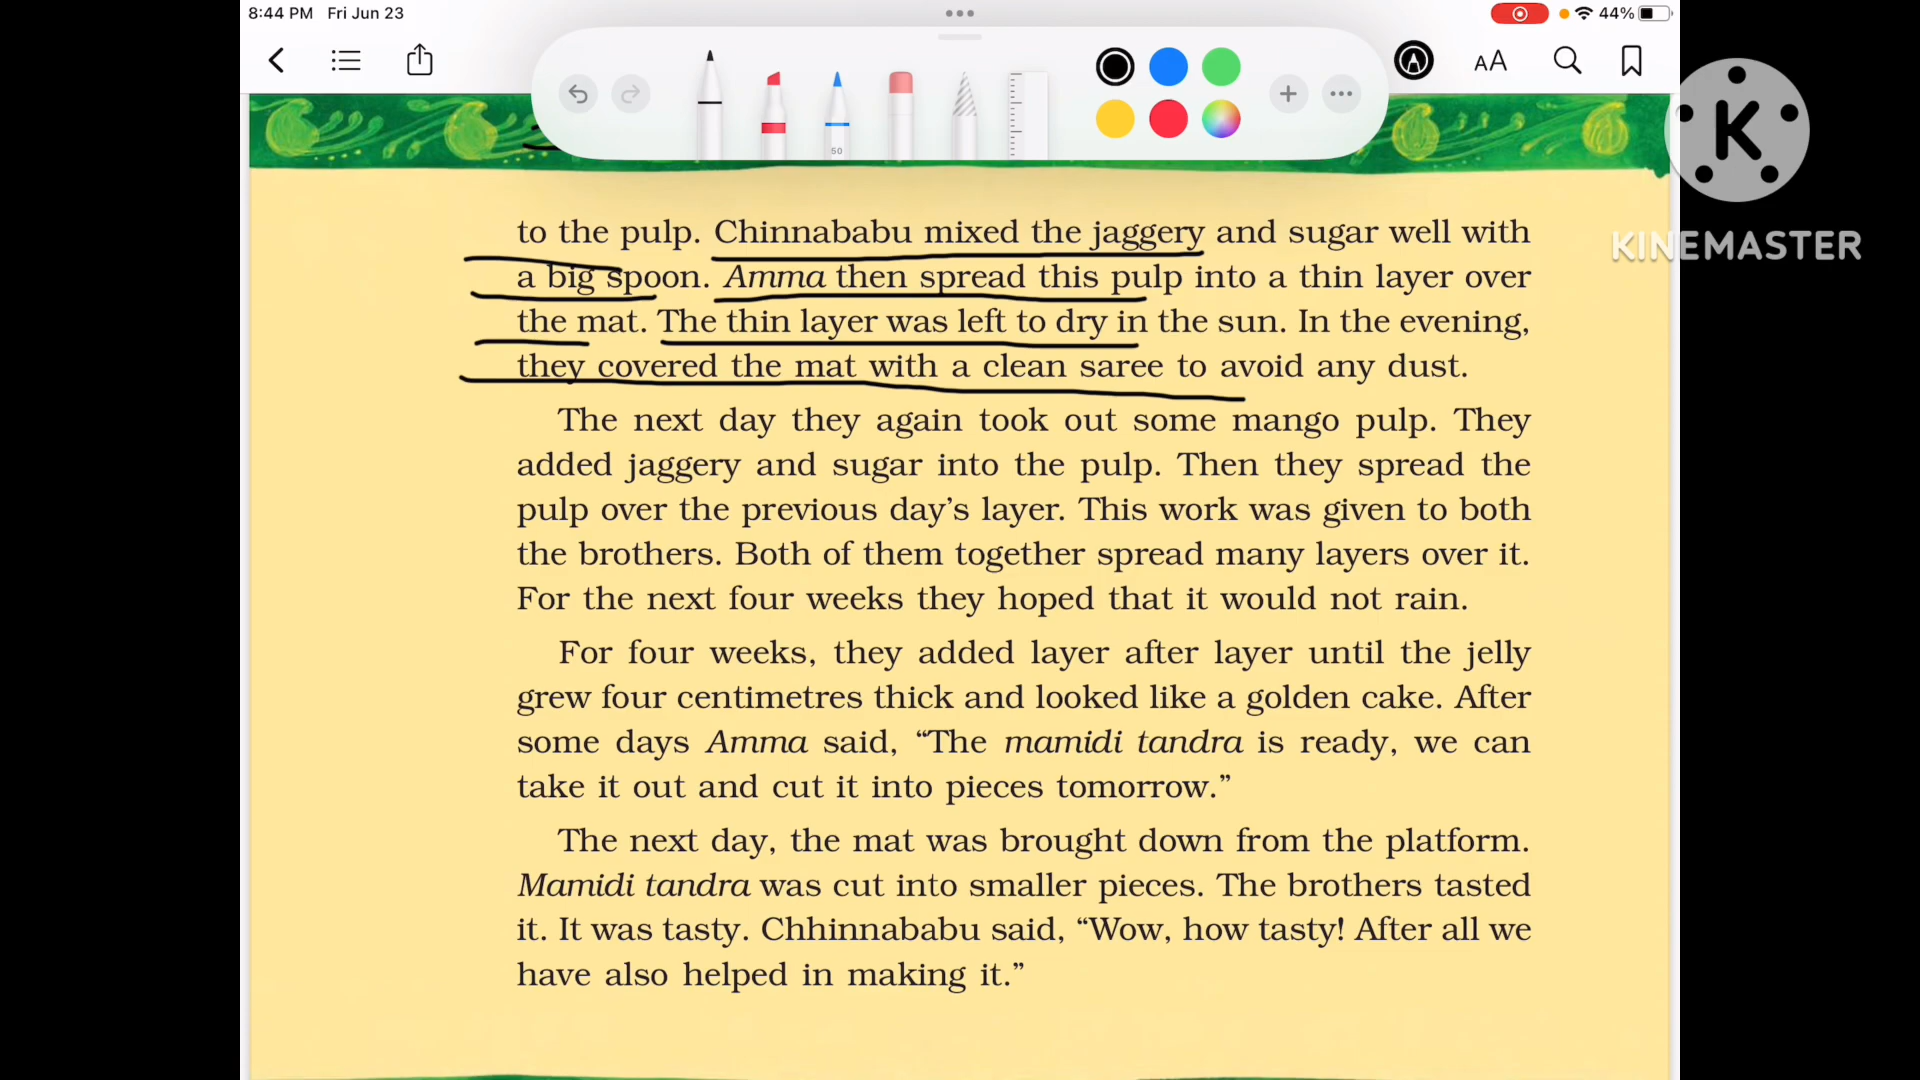 8:44 PM Fri Jun 23
44%
AA
50
K
KINEMASTER
to the pulp. Chinnababu mixed the jaggery and sugar well with
a big spoon. Amma then spread this pulp into a thin layer over
the mat. The thin layer was left to dry in the sun. In the evening,
they covered the mat with a clean saree to avoid any dust.
The next day they again took out some mango pulp. They
added jaggery and sugar into the pulp. Then they spread the
pulp over the previous day’s layer. This work was given to both
the brothers. Both of them together spread many layers over it.
For the next four weeks they hoped that it would not rain.
For four weeks, they added layer after layer until the jelly
grew four centimetres thick and looked like a golden cake. After
some days Amma said, “The mamidi tandra is ready, we can
take it out and cut it into pieces tomorrow.”
The next day, the mat was brought down from the platform.
Mamidi tandra was cut into smaller pieces. The brothers tasted
it. It was tasty. Chhinnababu said, “Wow, how tasty! After all we
have also helped in making it.”